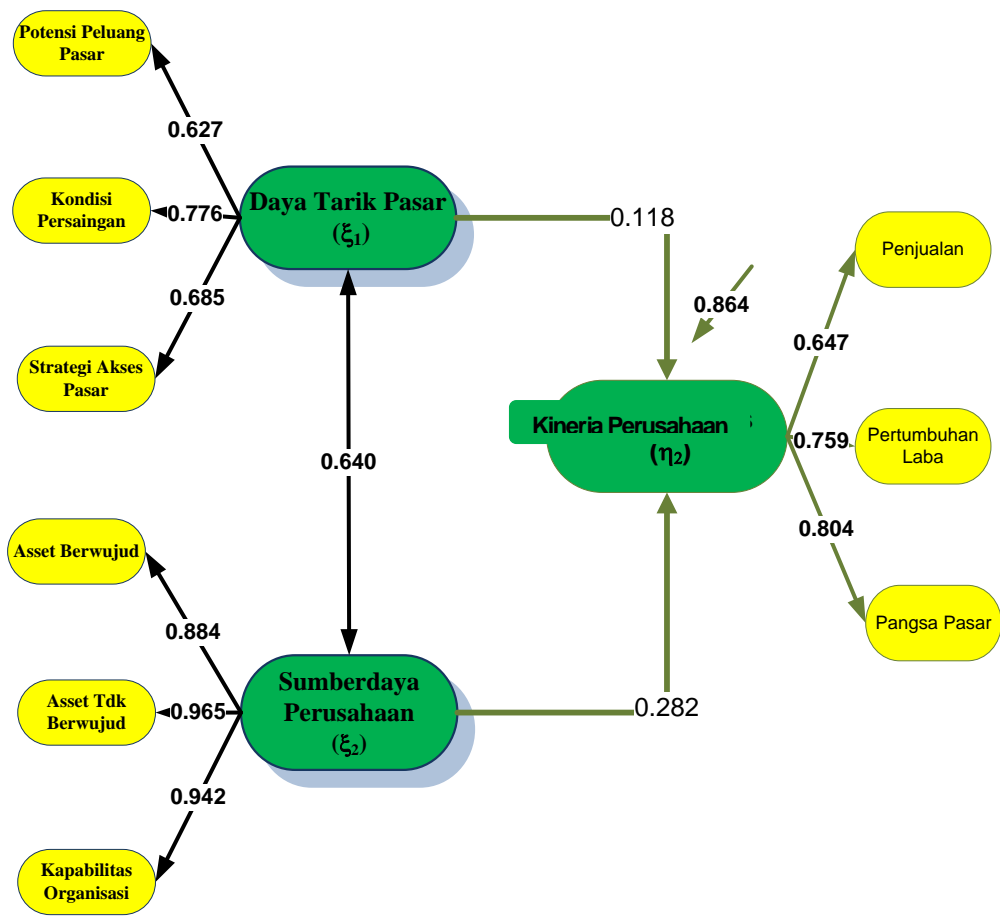 Potensi Peluang
Pasar
0.627
Kondisi
Persaingan
0.776
0.685
Strategi Akses
Pasar
Daya Tarik Pasar
(ξ1)
0.118
0.864
Penjualan
0.647
Kineria Perusahaan
(η2)
0.759
Pertumbuhan
Laba
0.804
Pangsa Pasar
0.640
Asset Berwujud
0.884
Asset Tdk
Berwujud
0.965
0.942
Kapabilitas
Organisasi
Sumberdaya
Perusahaan
(ξ2)
0.282